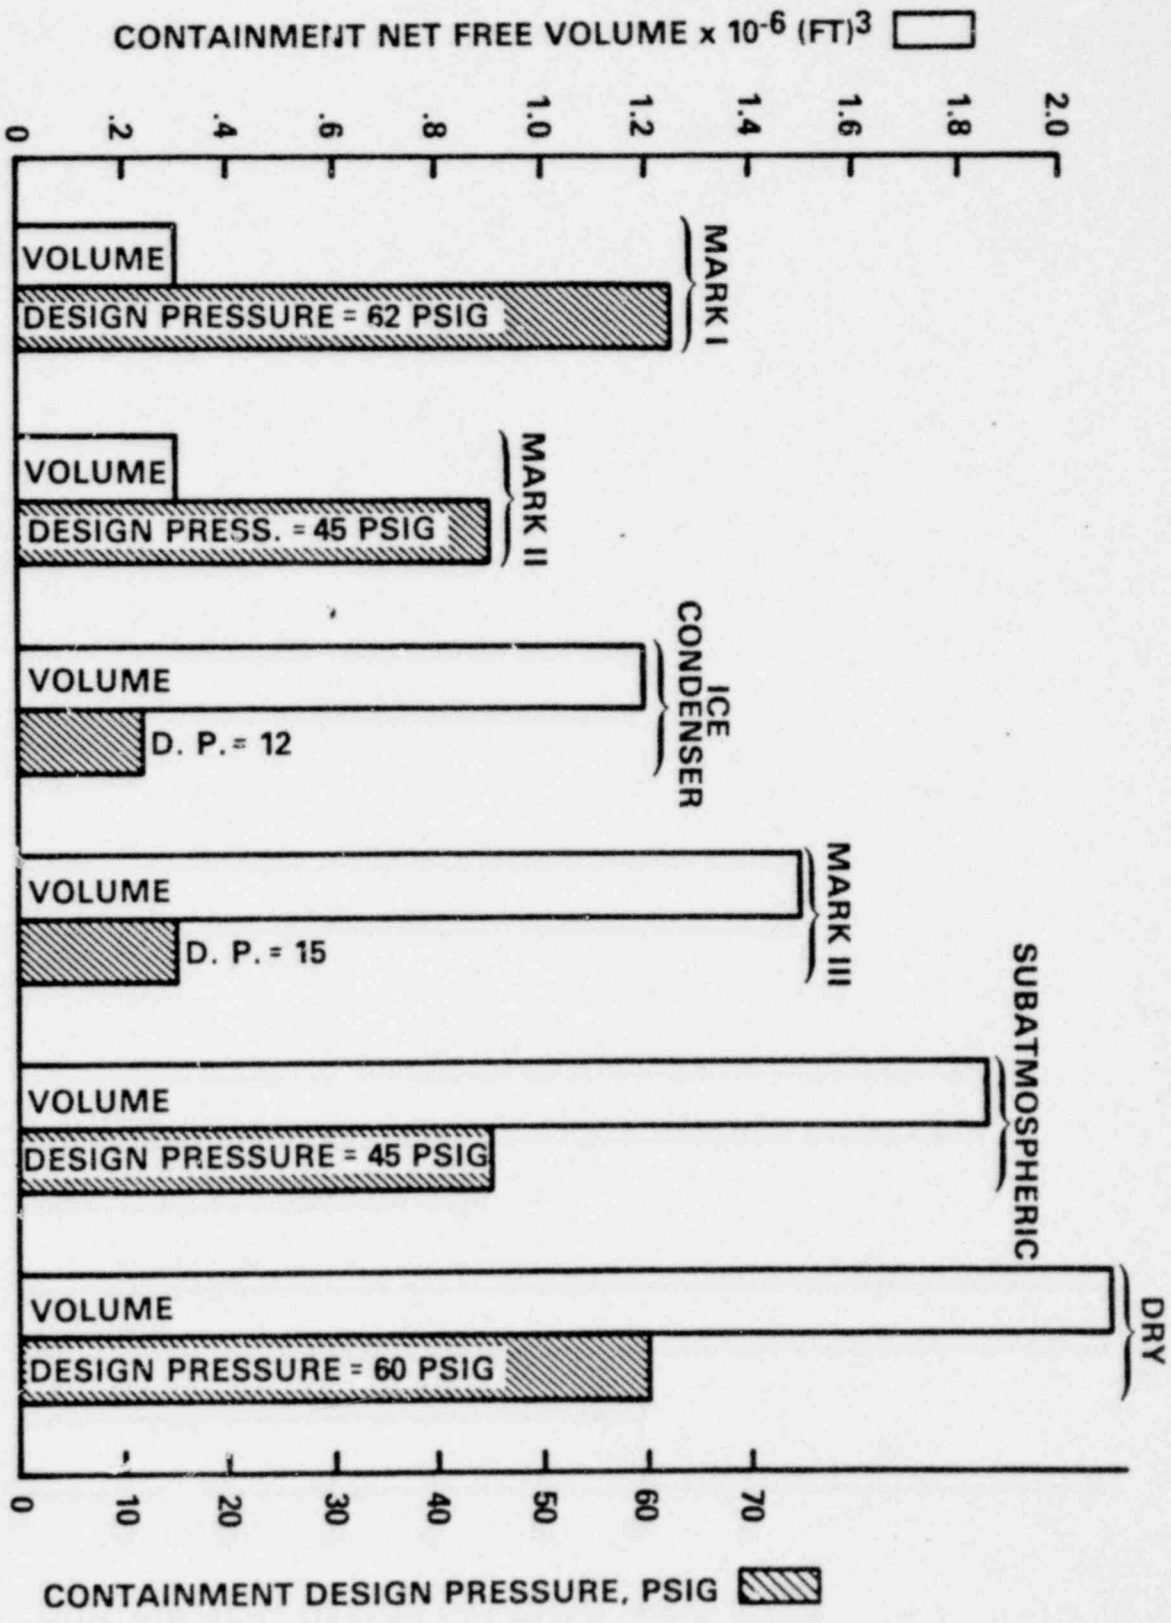 CONTAINMENT NET FREE VOLUME x 10-6 (FT)3
0 .2 .4 .6 .8 1.0 1.2 1.4 1.6 1.8 2.0
MARK I
VOLUME
DESIGN PRESSURE = 62 PSIG
MARK II
VOLUME
DESIGN PRESS. = 45 PSIG
ICE
CONDENSER
VOLUME
D. P. = 12
MARK III
VOLUME
D. P. = 15
SUBATMOSPHERIC
VOLUME
DESIGN PRESSURE = 45 PSIG
DRY
VOLUME
DESIGN PRESSURE = 60 PSIG
0 10 20 30 40 50 60 70
CONTAINMENT DESIGN PRESSURE, PSIG